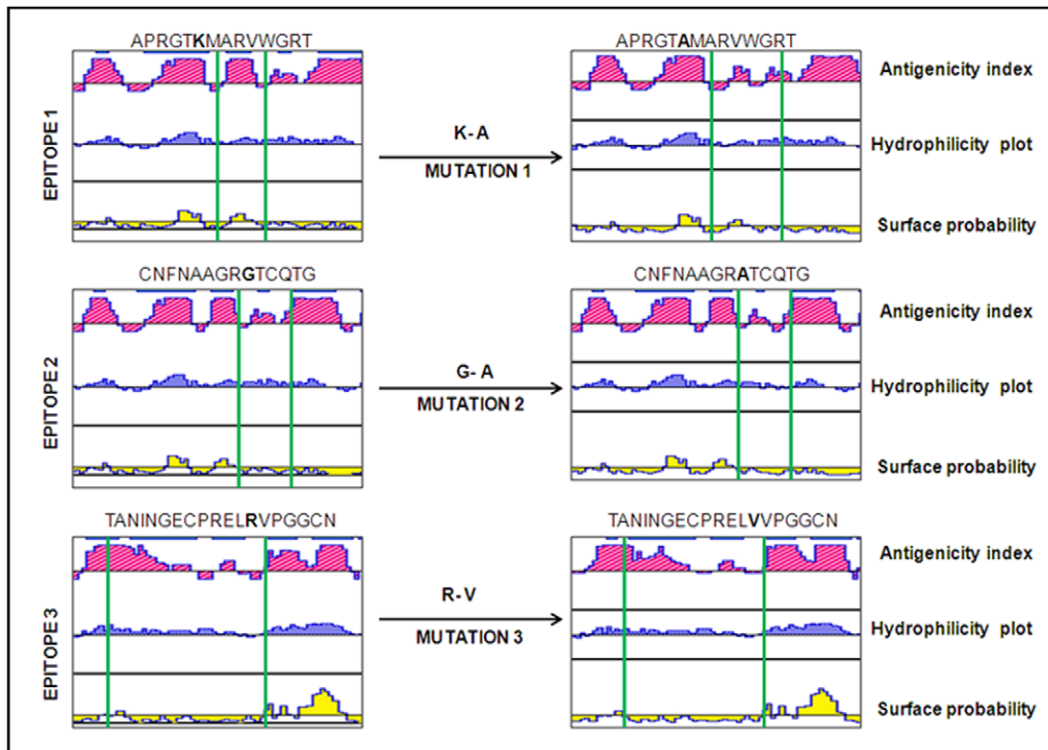 APRGTKMARVWGRT
APRGTAMARVWGRT
EPITOPE 1
K- A
MUTATION 1
Antigenicity index
Hydrophilicity plot
Surface probability
CNFNAAGRGTCQTG
CNFNAAGRATCQTG
EPITOPE 2
G- A
MUTATION 2
Antigenicity index
Hydrophilicity plot
Surface probability
TANINGECPRELRVPGGCN
TANINGECPRELVVPGGCN
EPITOPE 3
R- V
MUTATION 3
Antigenicity index
Hydrophilicity plot
Surface probability